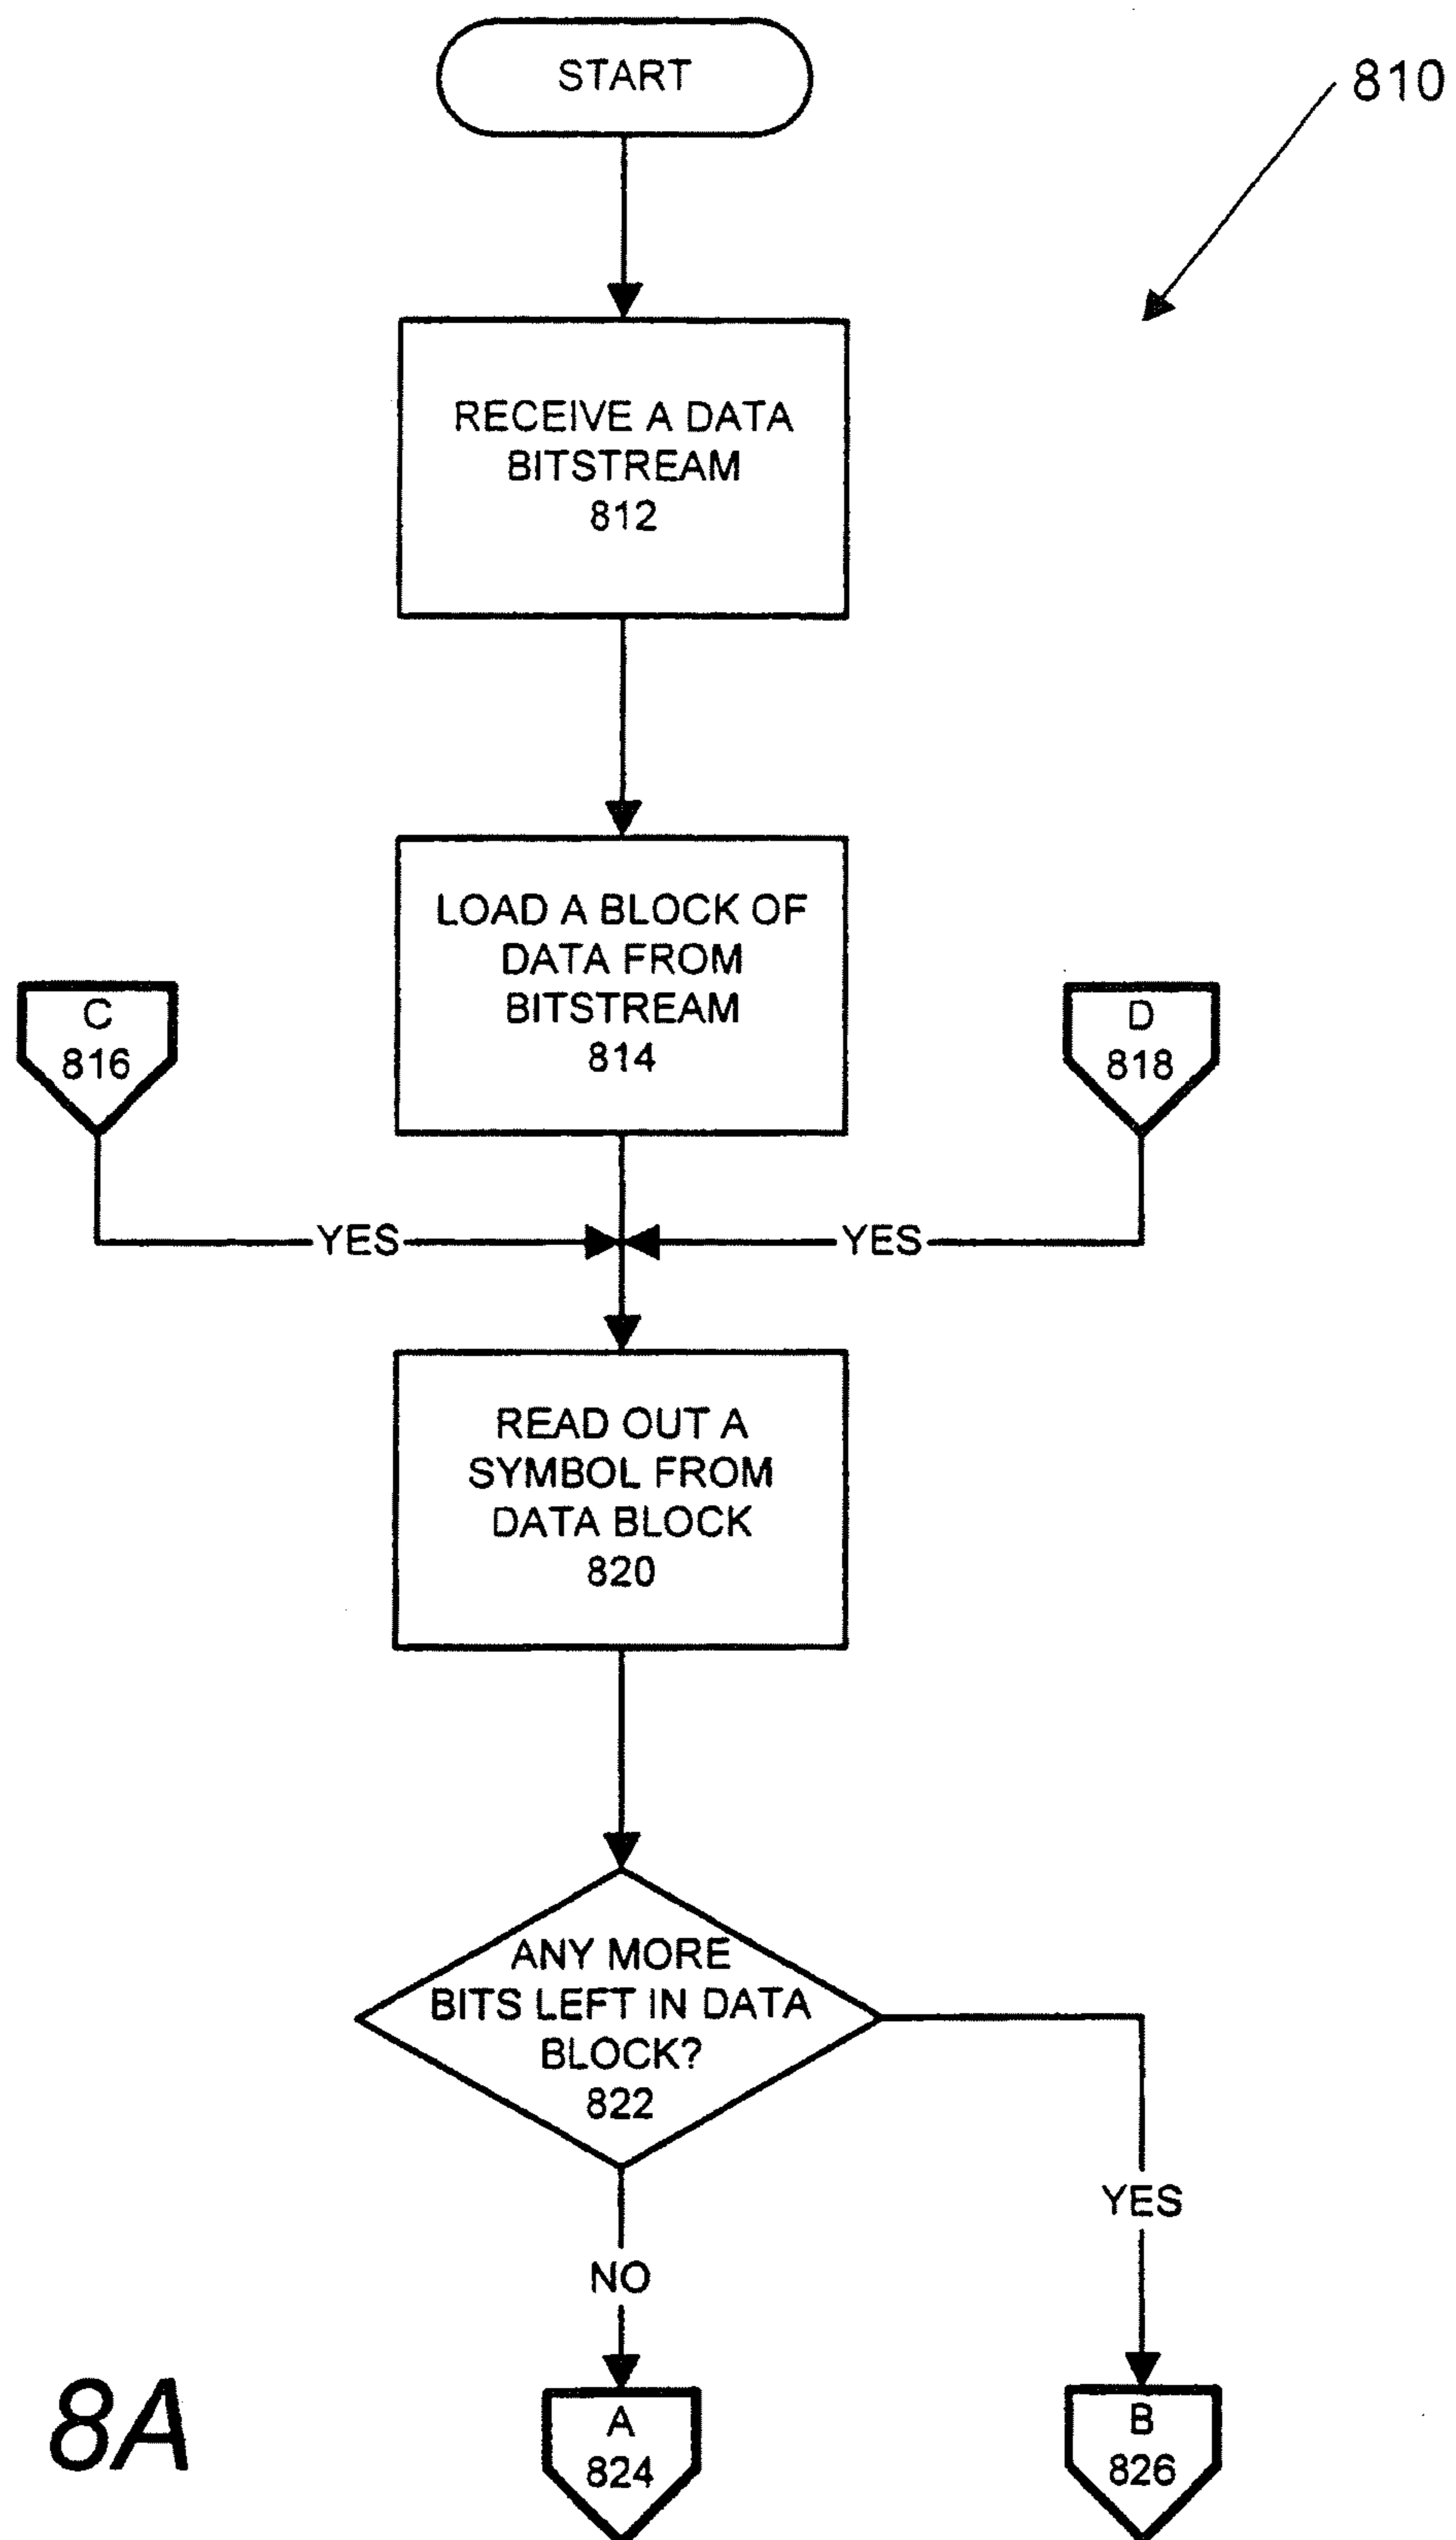 START
810
RECEIVE A DATA
BITSTREAM
812
LOAD A BLOCK OF
DATA FROM
BITSTREAM
814
C
816
D
818
YES
YES
READ OUT A
SYMBOL FROM
DATA BLOCK
820
ANY MORE
BITS LEFT IN DATA
BLOCK?
822
YES
NO
A
824
B
826
8A